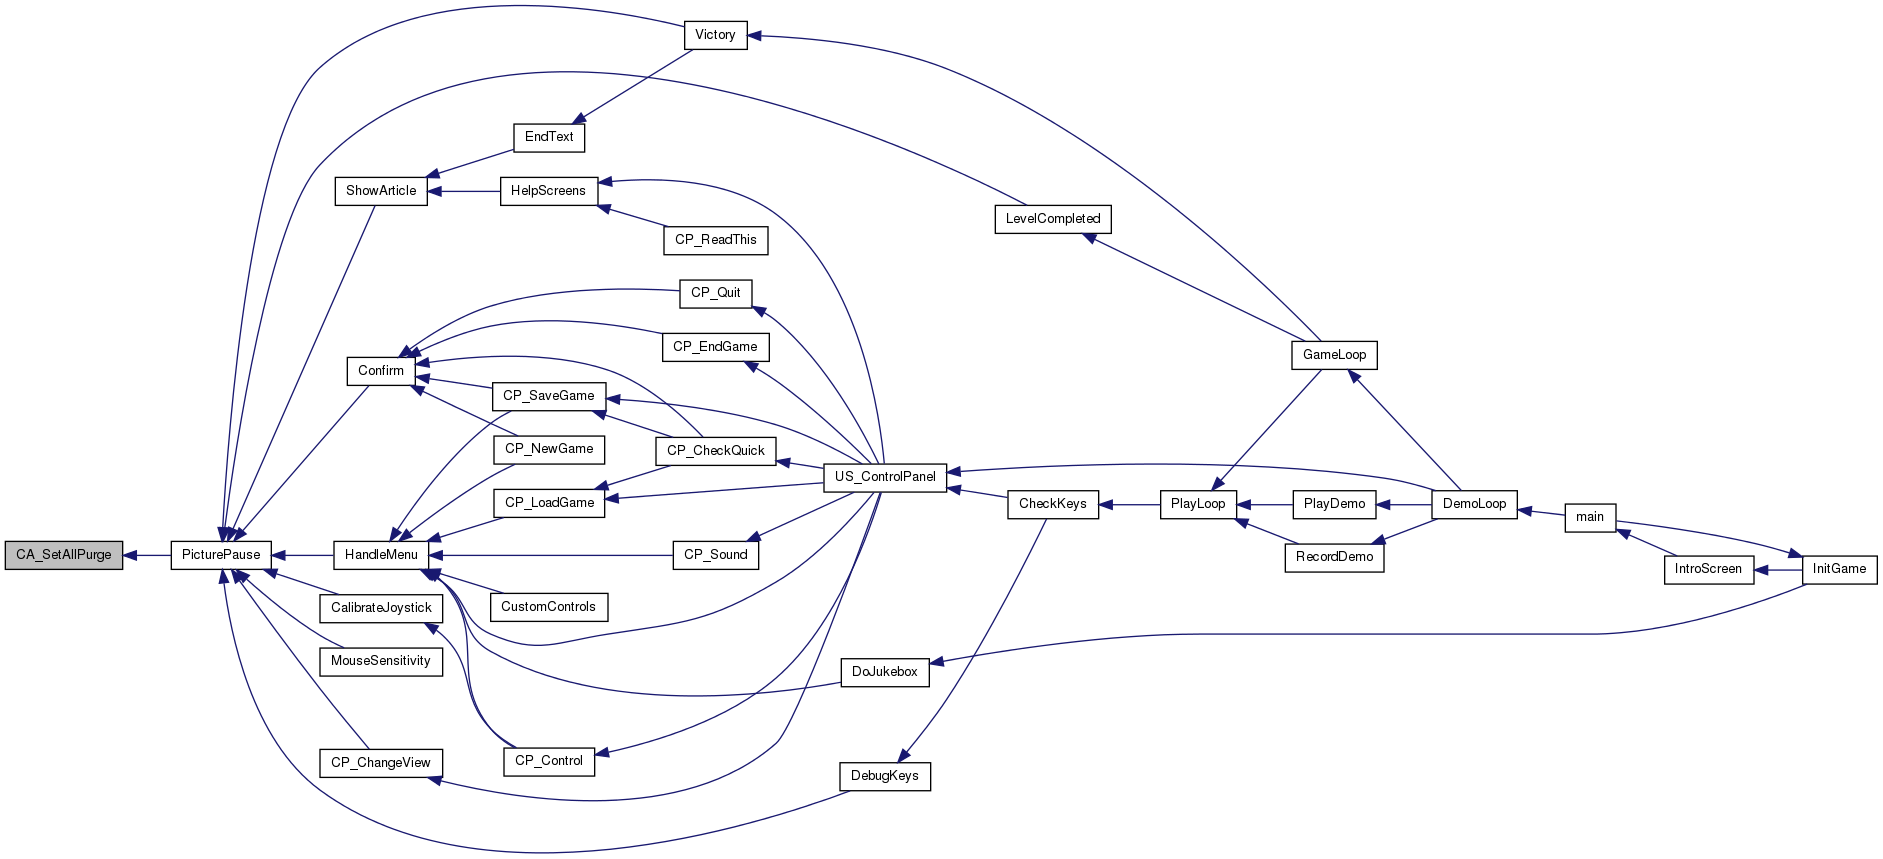 Victory
EndText
ShowArticle
HelpScreens
LevelCompleted
CP_ReadThis
CP_Quit
CP_EndGame
GameLoop
Confirm
CP_SaveGame
CP_NewGame
CP_CheckQuick
US_ControlPanel
CP_LoadGame
CheckKeys
PlayLoop
PlayDemo
DemoLoop
main
CA_SetAllPurge
PicturePause
HandleMenu
CP_Sound
RecordDemo
IntroScreen
InitGame
CalibrateJoystick
CustomControls
MouseSensitivity
DoJukebox
CP_ChangeView
CP_Control
DebugKeys